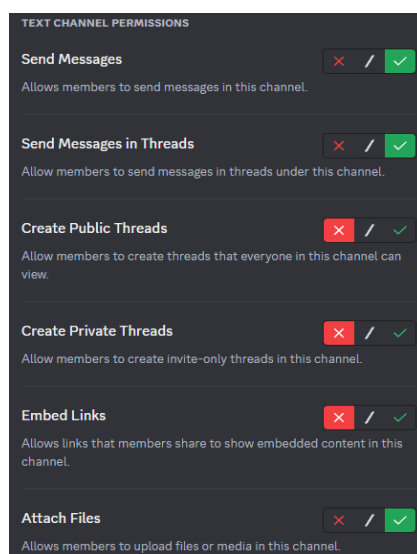 TEXT CHANNEL PERMISSIONS
Send Messages
Allows members to send messages in this channel.
Send Messages in Threads
Allow members to send messages in threads under this channel.
Create Public Threads
Allow members to create threads that everyone in this channel can
view.
Create Private Threads
Allow members to create invite-only threads in this channel.
Embed Links
Allows links that members share to show embedded content in this
channel.
Attach Files
Allows members to upload files or media in this channel.